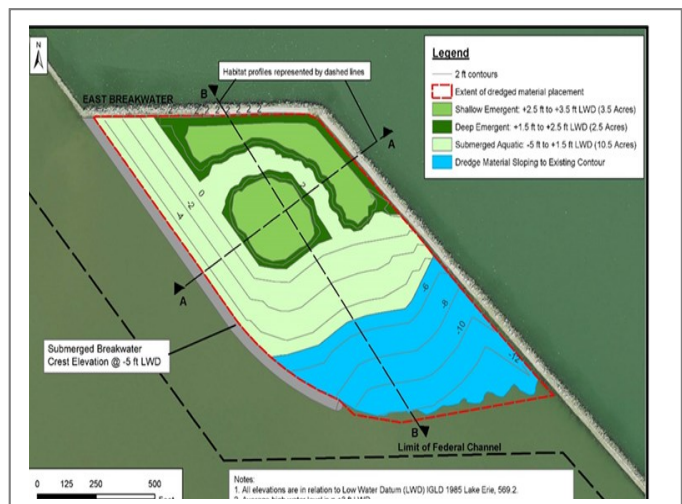 N
Habitat profiles represented by dashed lines
EAST BREAKWATER
B
A
Legend
2 ft contours
Extent of dredged material placement
Shallow Emergent: +2.5 ft to +3.5 ft LWD (3.5 Acres)
Deep Emergent: +1.5 ft to +2.5 ft LWD (2.5 Acres)
Submerged Aquatic: -5 ft to +1.5 ft LWD (10.5 Acres)
Dredge Material Sloping to Existing Contour
0
-2
-4
2
A
-6
-8
-10
-12
Submerged Breakwater
Crest Elevation @ -5 ft LWD
B
Limit of Federal Channel
0 125 250 500
Notes:
1. All elevations are in relation to Low Water Datum (LWD) IGLD 1985 Lake Erie, 569.2